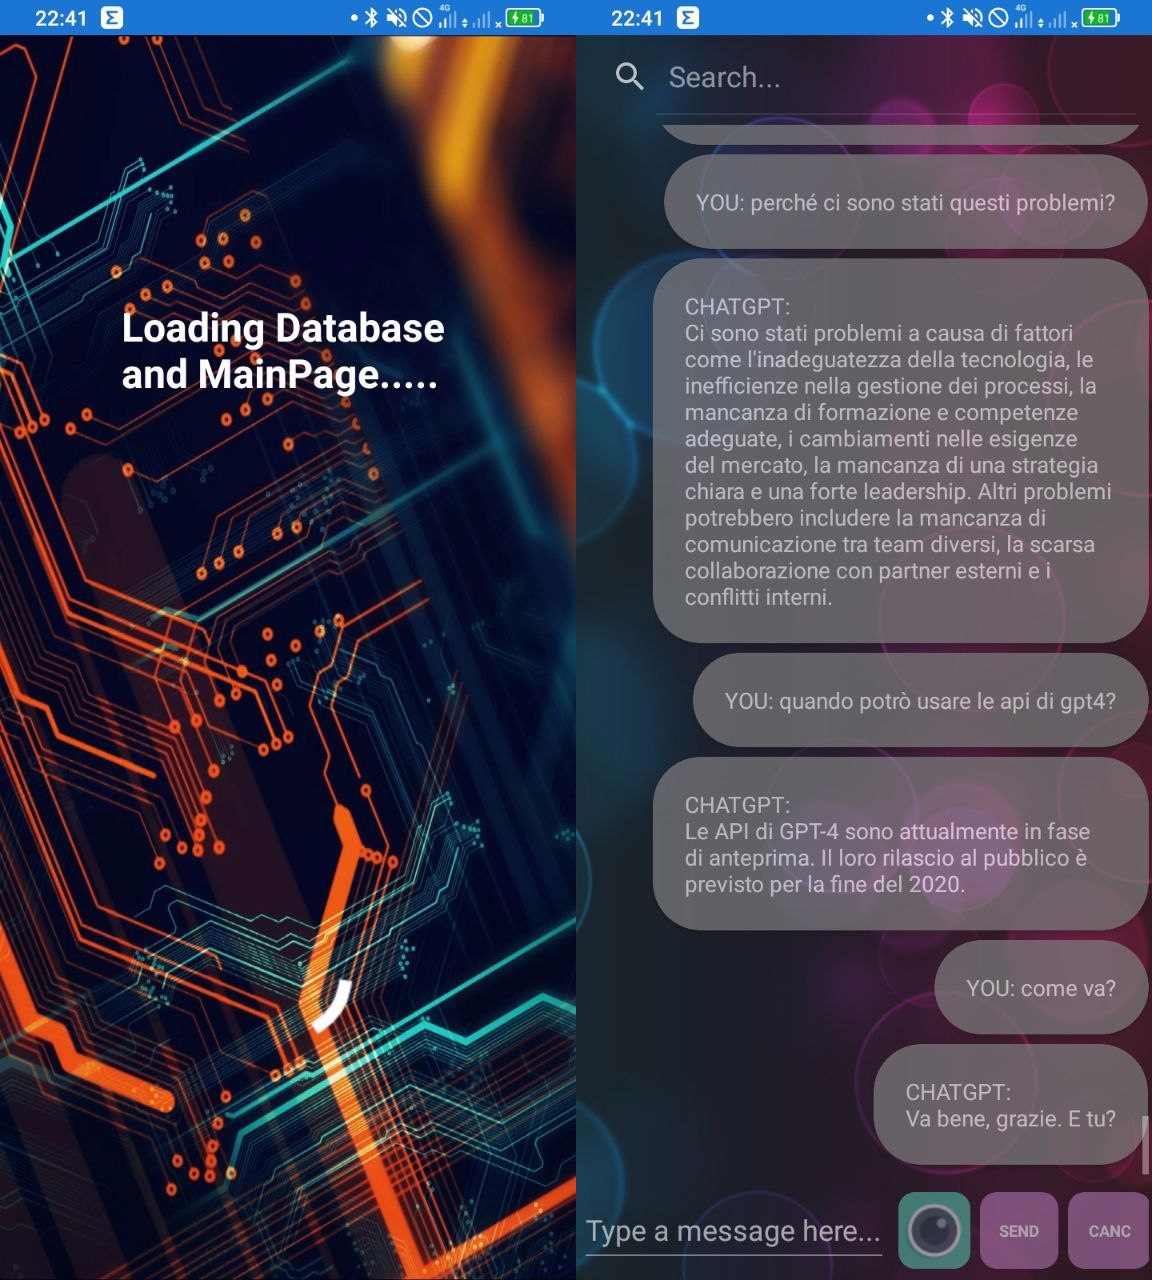 22:41
4G
81
Loading Database
and MainPage.....
22:41
4G
81
Search...
YOU: perché ci sono stati questi problemi?
CHATGPT:
Ci sono stati problemi a causa di fattori
come l'inadeguatezza della tecnologia, le
inefficienze nella gestione dei processi, la
mancanza di formazione e competenze
adeguate, i cambiamenti nelle esigenze
del mercato, la mancanza di una strategia
chiara e una forte leadership. Altri problemi
potrebbero includere la mancanza di
comunicazione tra team diversi, la scarsa
collaborazione con partner esterni e i
conflitti interni.
YOU: quando potrò usare le api di gpt4?
CHATGPT:
Le API di GPT-4 sono attualmente in fase
di anteprima. Il loro rilascio al pubblico è
previsto per la fine del 2020.
YOU: come va?
CHATGPT:
Va bene, grazie. E tu?
Type a message here...
SEND
CANC